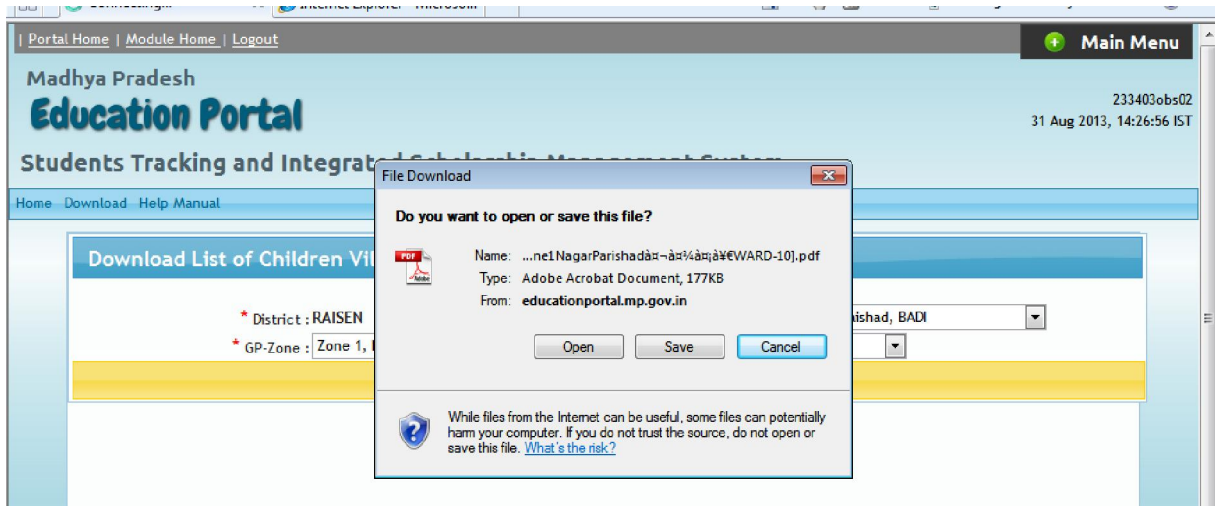 | Portal Home | Module Home | Logout
Main Menu
Madhya Pradesh
Education Portal
233403obs02
31 Aug 2013, 14:26:56 IST
Students Tracking and
File Download
Home Download Help Manual
Do you want to open or save this file?
Download List of Children
Name: ...ne1NagarParishadà¤¬à¤¾à¤¡à¥€WARD-10].pdf
Type: Adobe Acrobat Document, 177KB
From: educationportal.mp.gov.in
* District : RAISEN
BADI
* GP-Zone : Zone 1,
Open Save Cancel
While files from the Internet can be useful, some files can potentially
harm your computer. If you do not trust the source, do not open or
save this file. What's the risk?
PDF
Adobe